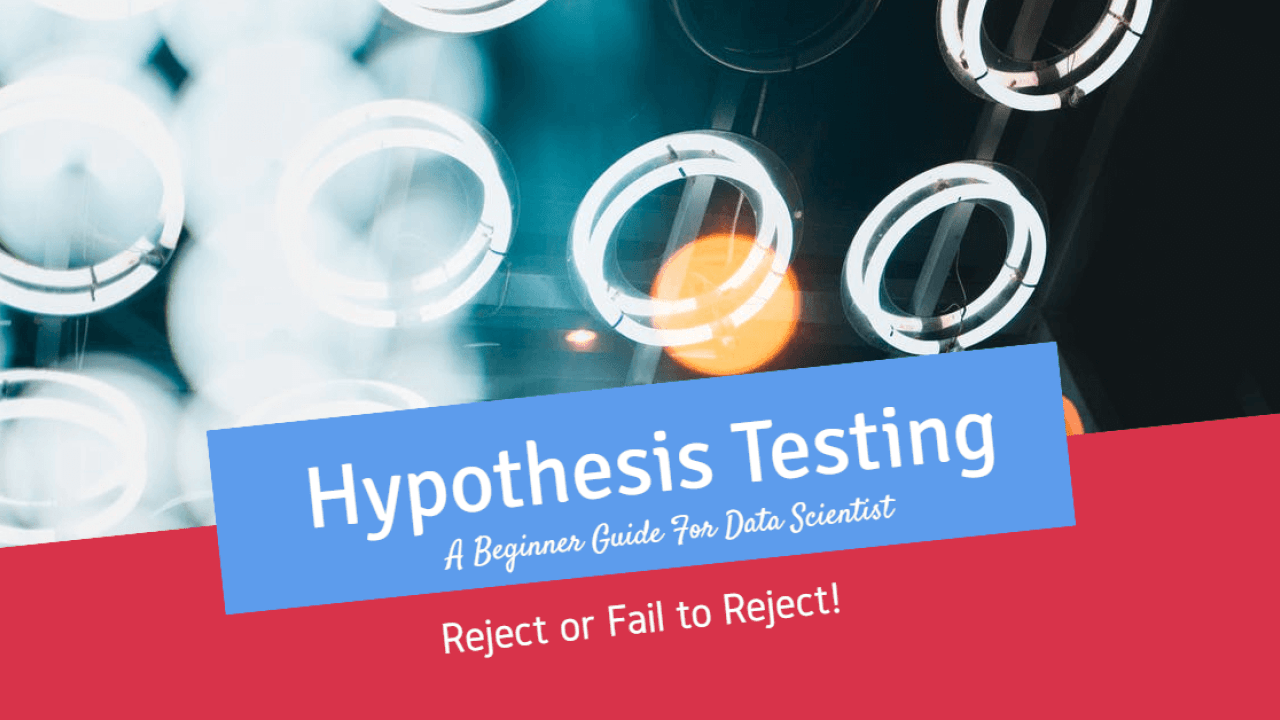 Hypothesis Testing
A Beginner Guide For Data Scientist
Reject or Fail to Reject!